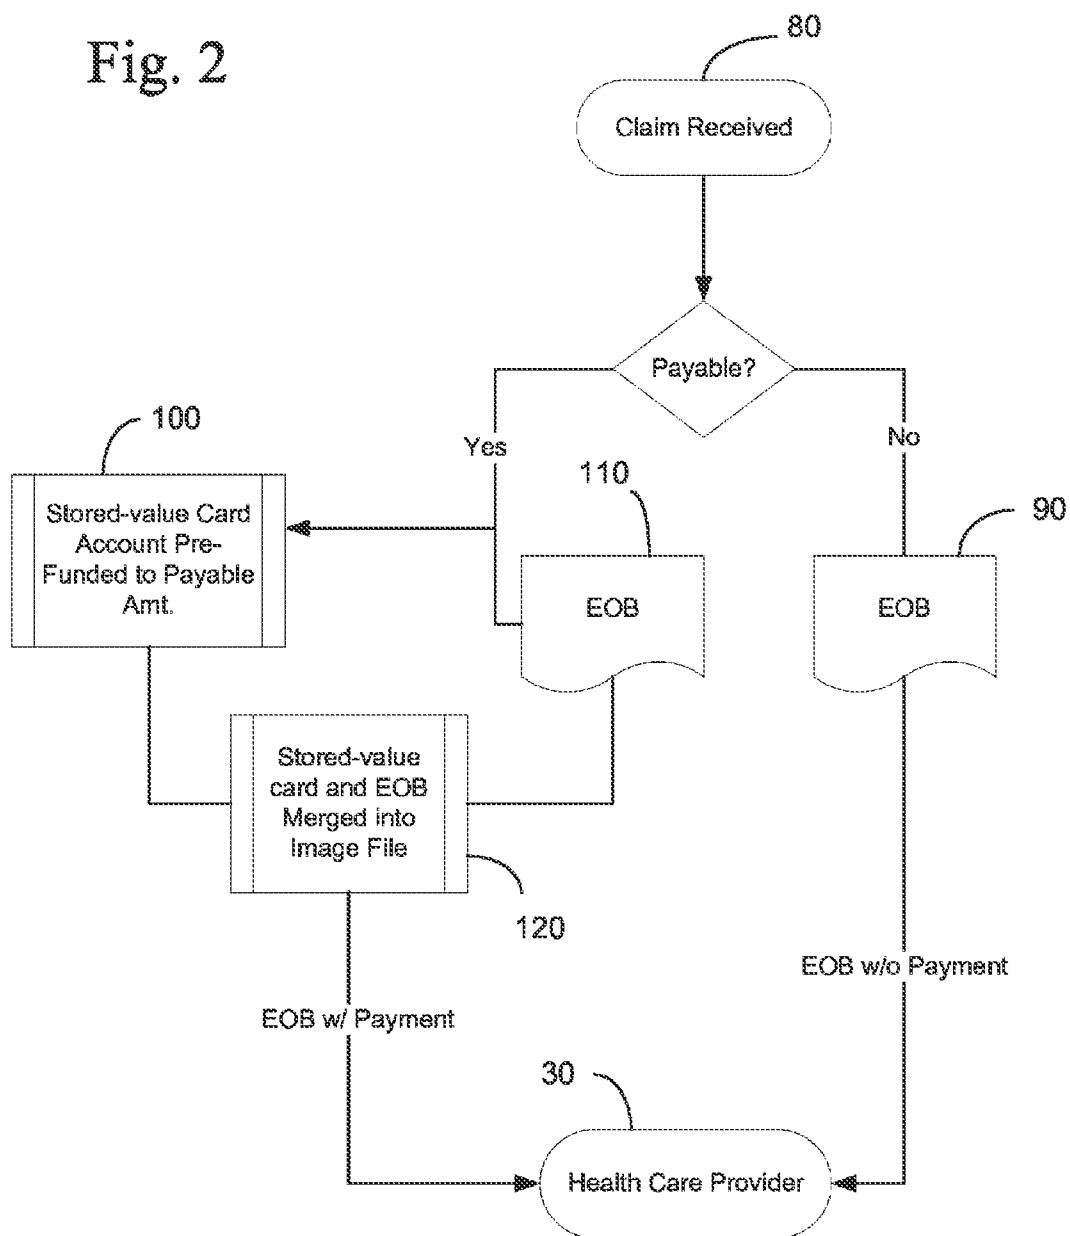 Fig. 2
80
Claim Received
Payable?
Yes
No
100
Stored-value Card
Account Pre-
Funded to Payable
Amt.
110
EOB
90
EOB
Stored-value
card and EOB
Merged into
Image File
120
EOB w/ Payment
EOB w/o Payment
30
Health Care Provider